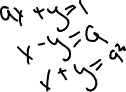 ax + y = 1
x - y = a
x + y = a²